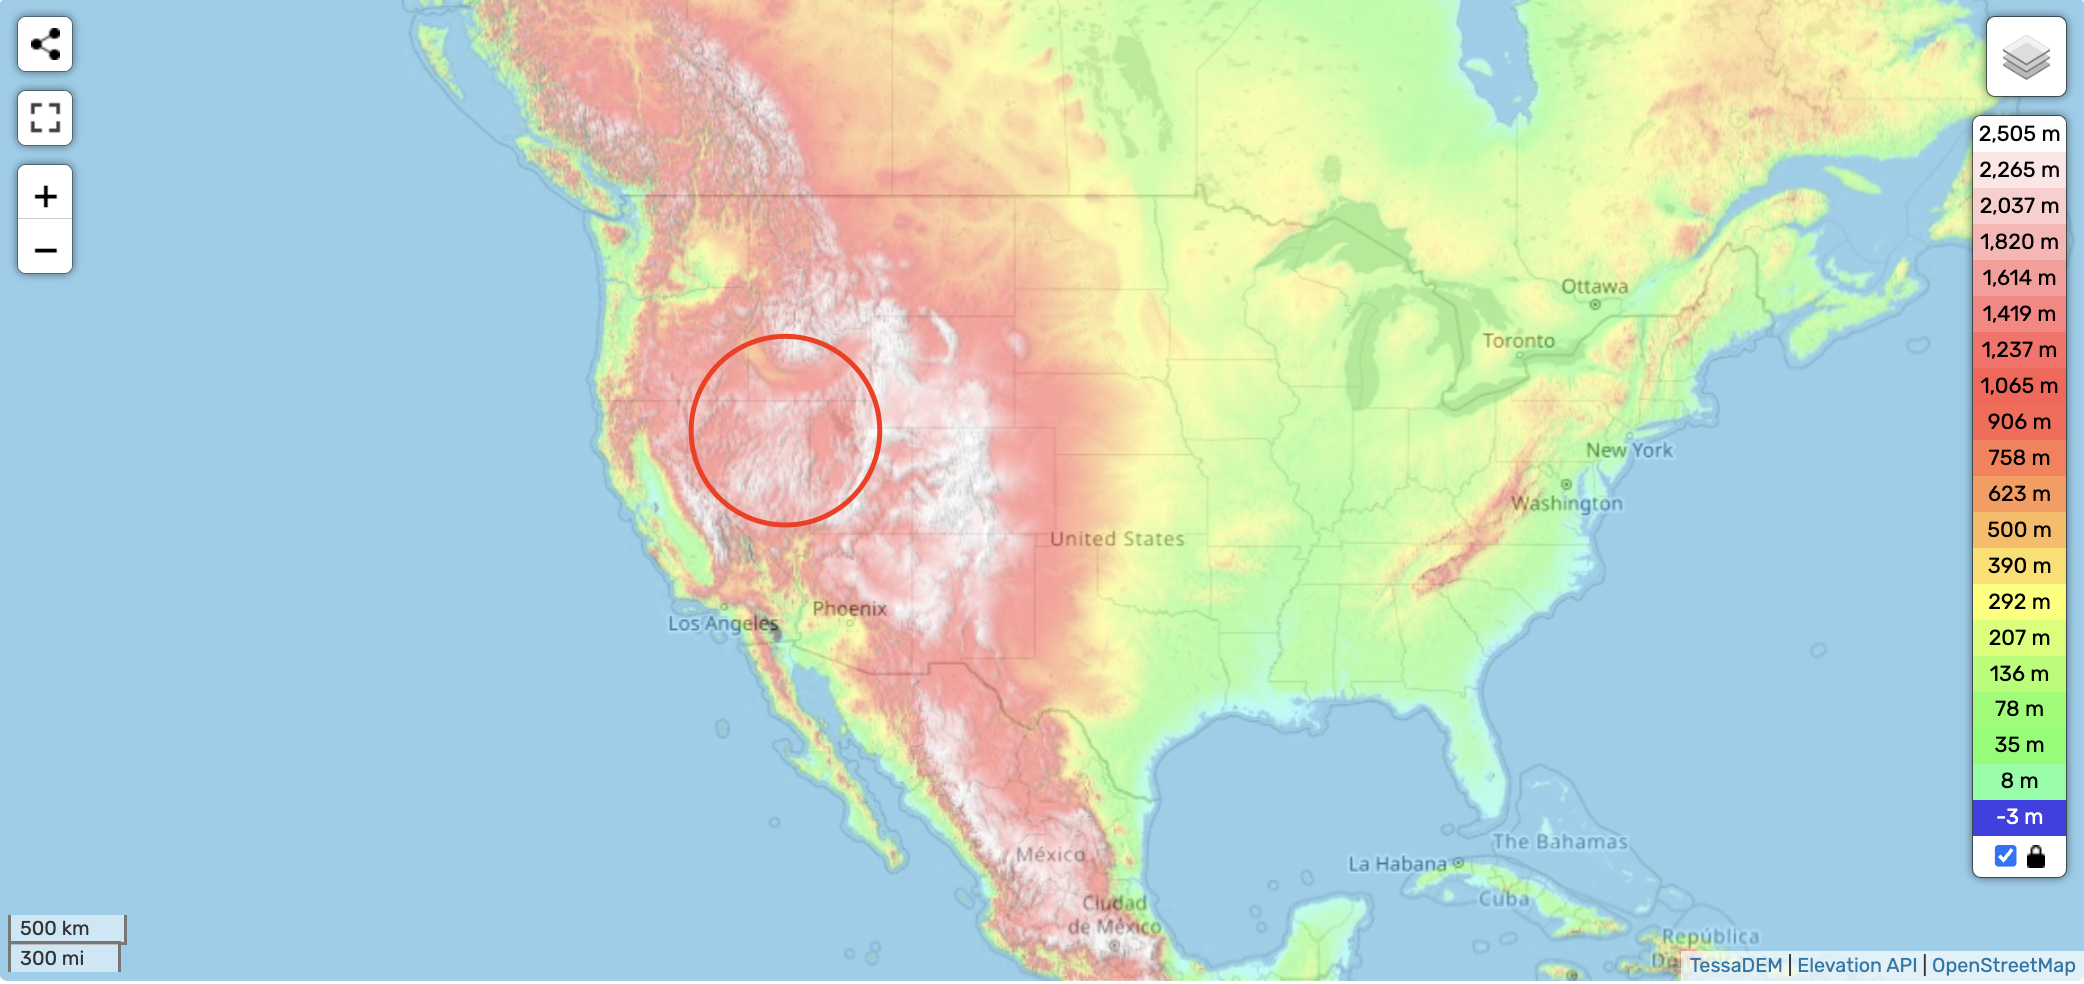 +
−
2,505 m
2,265 m
2,037 m
1,820 m
1,614 m
1,419 m
1,237 m
1,065 m
906 m
758 m
623 m
500 m
390 m
292 m
207 m
136 m
78 m
35 m
8 m
-3 m
Ottawa
Toronto
New York
Washington
United States
Phoenix
Los Angeles
México
Ciudad
de México
La Habana
The Bahamas
Cuba
República
500 km
300 mi
TessaDEM | Elevation API | OpenStreetMap